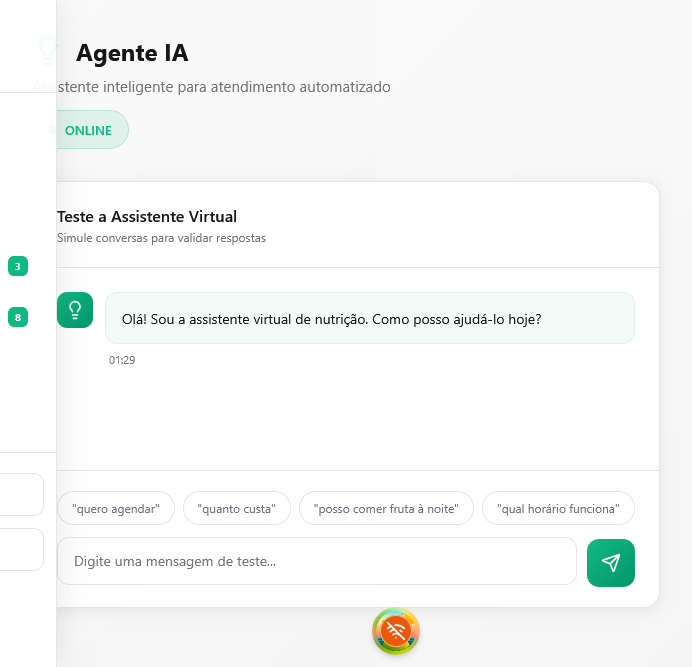 Agente IA
Assistente inteligente para atendimento automatizado
ONLINE
Teste a Assistente Virtual
Simule conversas para validar respostas
3
Olá! Sou a assistente virtual de nutrição. Como posso ajudá-lo hoje?
8
01:29
"quero agendar" "quanto custa" "posso comer fruta à noite" "qual horário funciona"
Digite uma mensagem de teste...